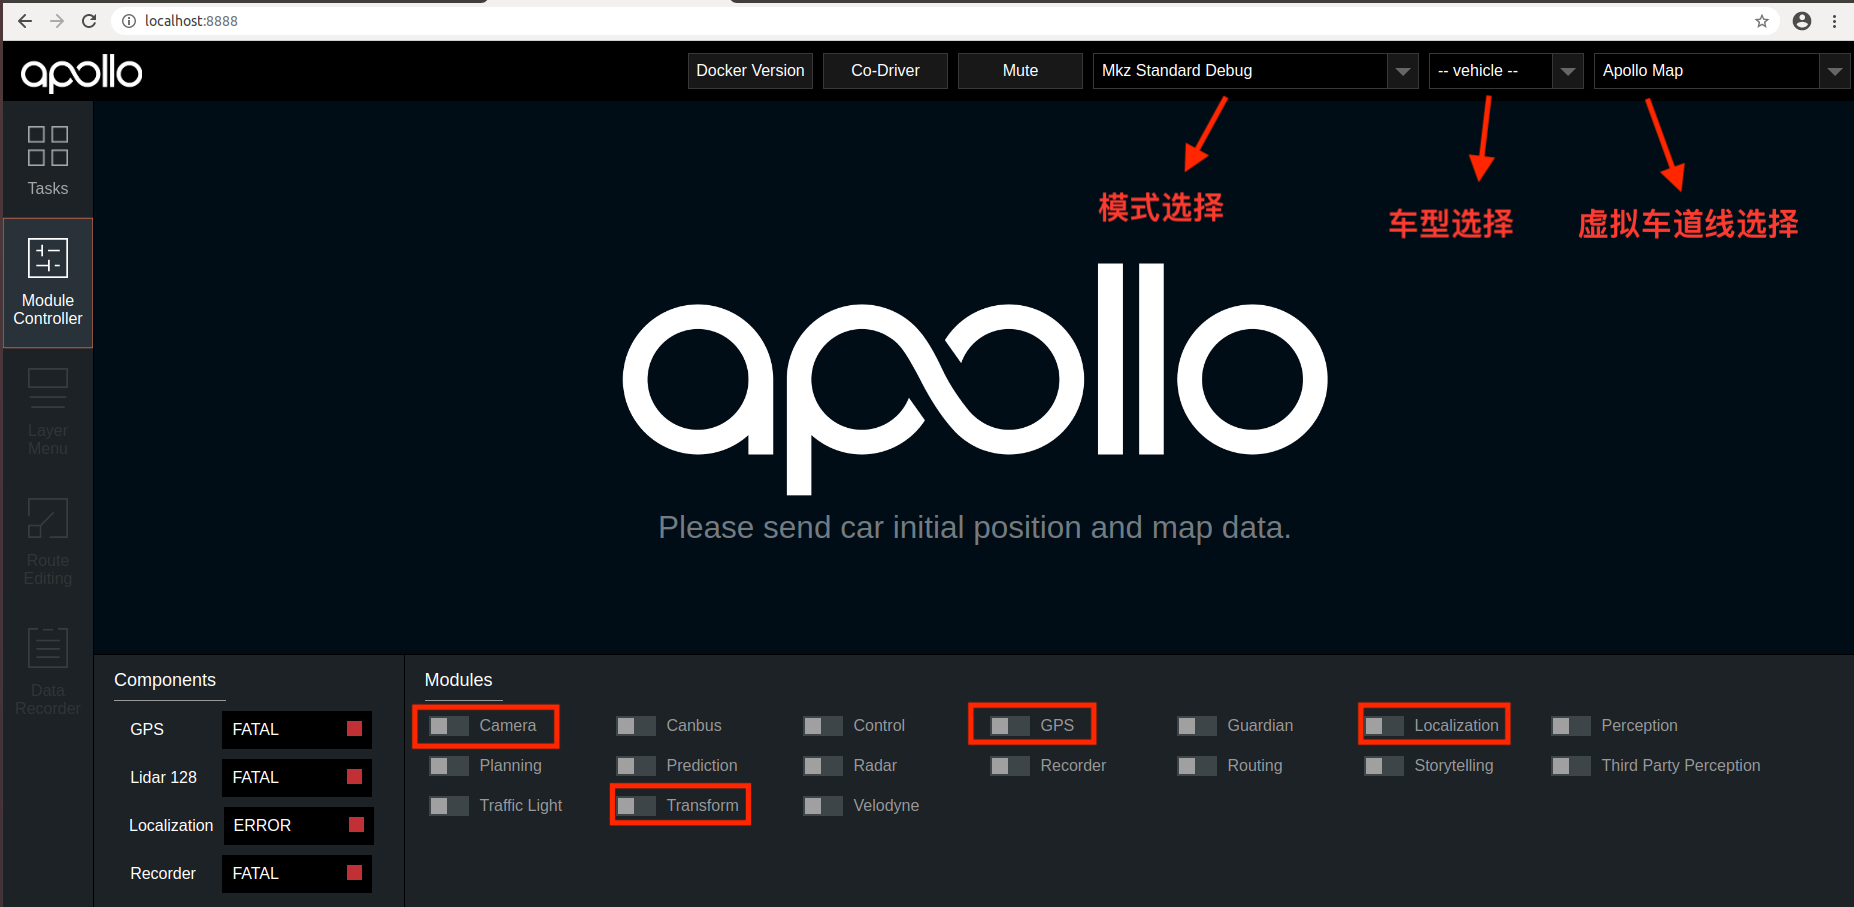 localhost:8888
apollo
Docker Version
Co-Driver
Mute
Mkz Standard Debug
-- vehicle --
Apollo Map
模式选择
车型选择
虚拟车道线选择
Tasks
Module
Controller
Layer
Menu
Route
Editing
Data
Recorder
apollo
Please send car initial position and map data.
Components
GPS FATAL
Lidar 128 FATAL
Localization ERROR
Recorder FATAL
Modules
Camera Canbus Control GPS Guardian Localization Perception
Planning Prediction Radar Recorder Routing Storytelling Third Party Perception
Traffic Light Transform Velodyne